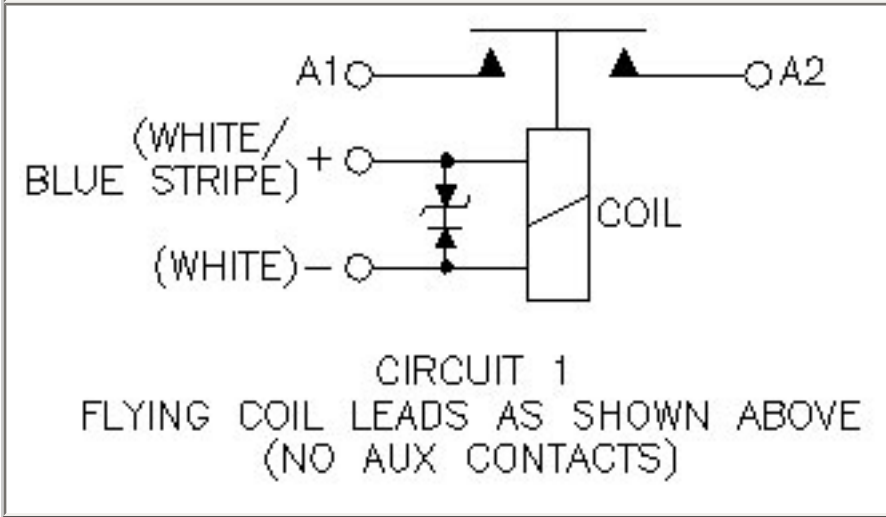 A1 A2
(WHITE/
BLUE STRIPE) +
COIL
(WHITE) -
CIRCUIT 1
FLYING COIL LEADS AS SHOWN ABOVE
(NO AUX CONTACTS)